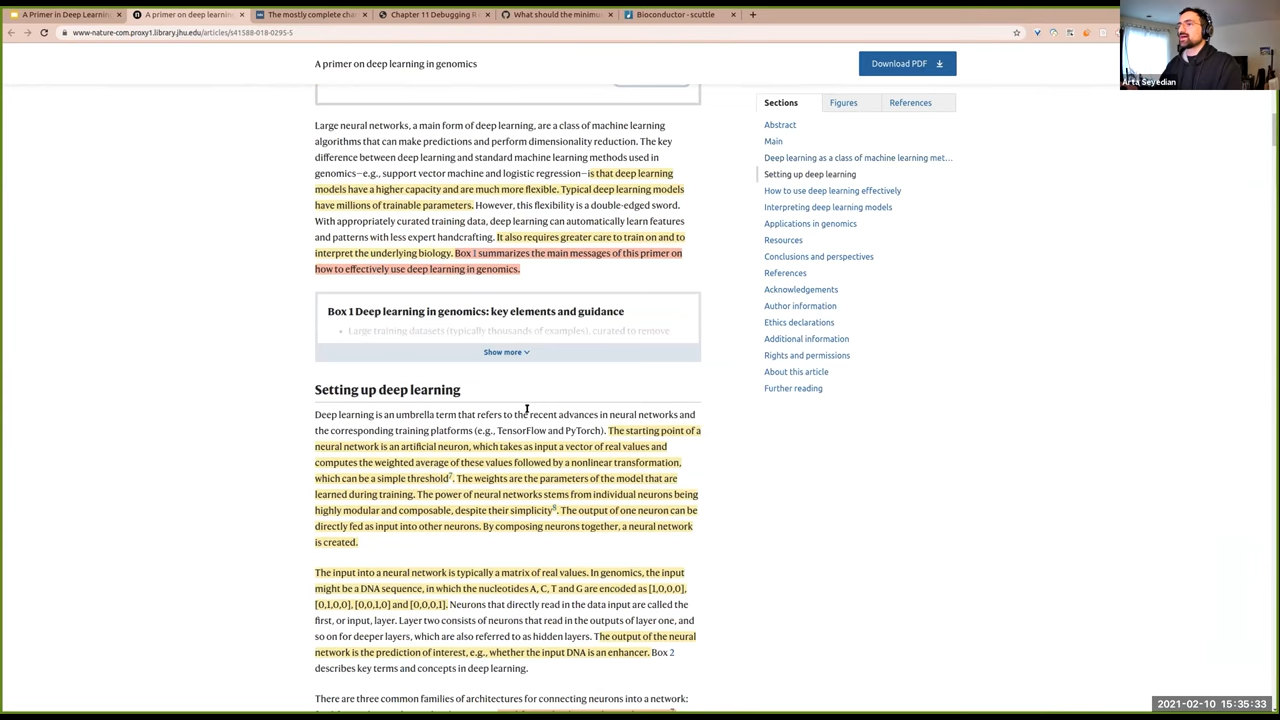 A Primer in Deep Learning
A primer on deep learning
The mostly complete cha
Chapter 11 Debugging R
What should the minimu
Bioconductor - scuttle
www-nature-com.proxy1.library.jhu.edu/articles/s41588-018-0295-5
A primer on deep learning in genomics
Download PDF
Arta Seyedian
Large neural networks, a main form of deep learning, are a class of machine learning
algorithms that can make predictions and perform dimensionality reduction. The key
difference between deep learning and standard machine learning methods used in
genomics—e.g., support vector machine and logistic regression—is that deep learning
models have a higher capacity and are much more flexible. Typical deep learning models
have millions of trainable parameters. However, this flexibility is a double-edged sword.
With appropriately curated training data, deep learning can automatically learn features
and patterns with less expert handcrafting. It also requires greater care to train on and to
interpret the underlying biology. Box 1 summarizes the main messages of this primer on
how to effectively use deep learning in genomics.
Box 1 Deep learning in genomics: key elements and guidance
• Large training datasets (typically thousands of examples), curated to remove
Show more
Setting up deep learning
Deep learning is an umbrella term that refers to the recent advances in neural networks and
the corresponding training platforms (e.g., TensorFlow and PyTorch). The starting point of a
neural network is an artificial neuron, which takes as input a vector of real values and
computes the weighted average of these values followed by a nonlinear transformation,
which can be a simple threshold7. The weights are the parameters of the model that are
learned during training. The power of neural networks stems from individual neurons being
highly modular and composable, despite their simplicity8. The output of one neuron can be
directly fed as input into other neurons. By composing neurons together, a neural network
is created.
The input into a neural network is typically a matrix of real values. In genomics, the input
might be a DNA sequence, in which the nucleotides A, C, T and G are encoded as [1,0,0,0],
[0,1,0,0], [0,0,1,0] and [0,0,0,1]. Neurons that directly read in the data input are called the
first, or input, layer. Layer two consists of neurons that read in the outputs of layer one, and
so on for deeper layers, which are also referred to as hidden layers. The output of the neural
network is the prediction of interest, e.g., whether the input DNA is an enhancer. Box 2
describes key terms and concepts in deep learning.
There are three common families of architectures for connecting neurons into a network:
Sections
Figures
References
Abstract
Main
Deep learning as a class of machine learning met…
Setting up deep learning
How to use deep learning effectively
Interpreting deep learning models
Applications in genomics
Resources
Conclusions and perspectives
References
Acknowledgements
Author information
Ethics declarations
Additional information
Rights and permissions
About this article
Further reading
2021-02-10 15:35:33